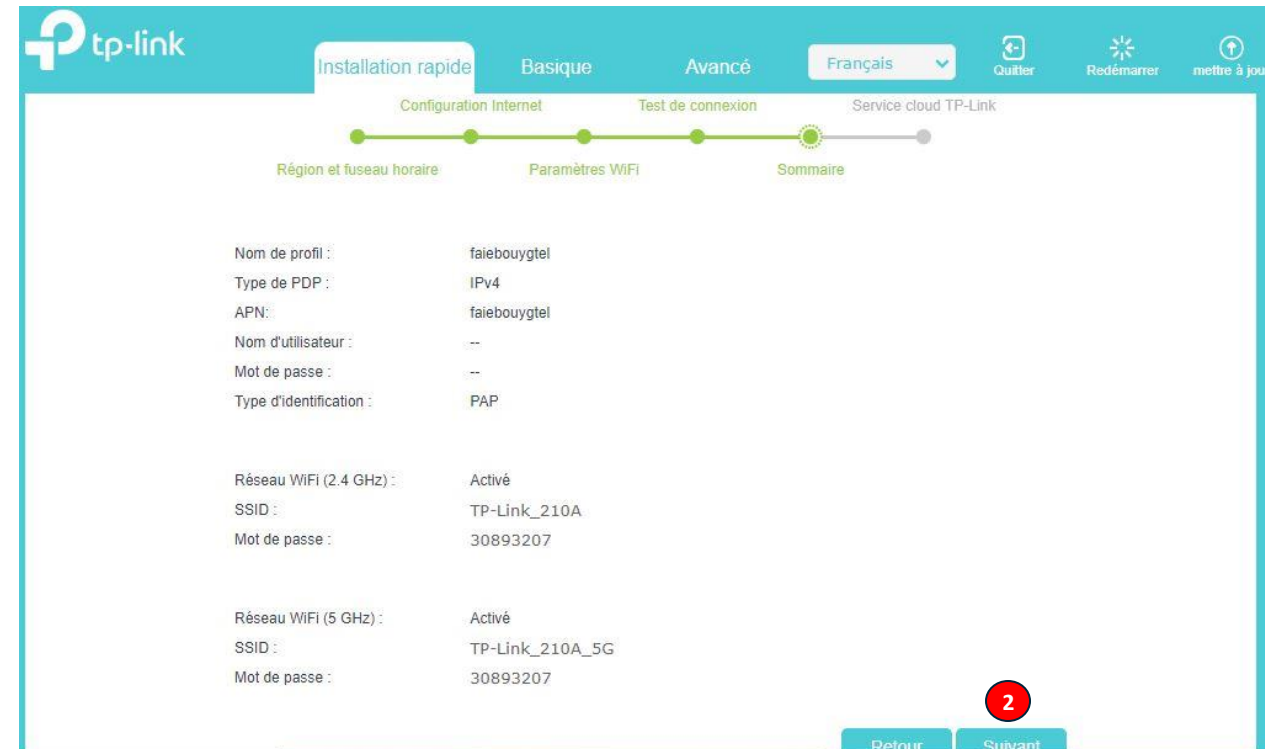 tp-link
Installation rapide Basique Avancé Français Quitter Redémarrer mettre à jou
Configuration Internet Test de connexion Service cloud TP-Link
Région et fuseau horaire Paramètres WiFi Sommaire
Nom de profil : faiebouygtel
Type de PDP : IPv4
APN: faiebouygtel
Nom d'utilisateur : --
Mot de passe : --
Type d'identification : PAP
Réseau WiFi (2.4 GHz) : Activé
SSID : TP-Link_210A
Mot de passe : 30893207
Réseau WiFi (5 GHz) : Activé
SSID : TP-Link_210A_5G
Mot de passe : 30893207
2
Retour Suivant